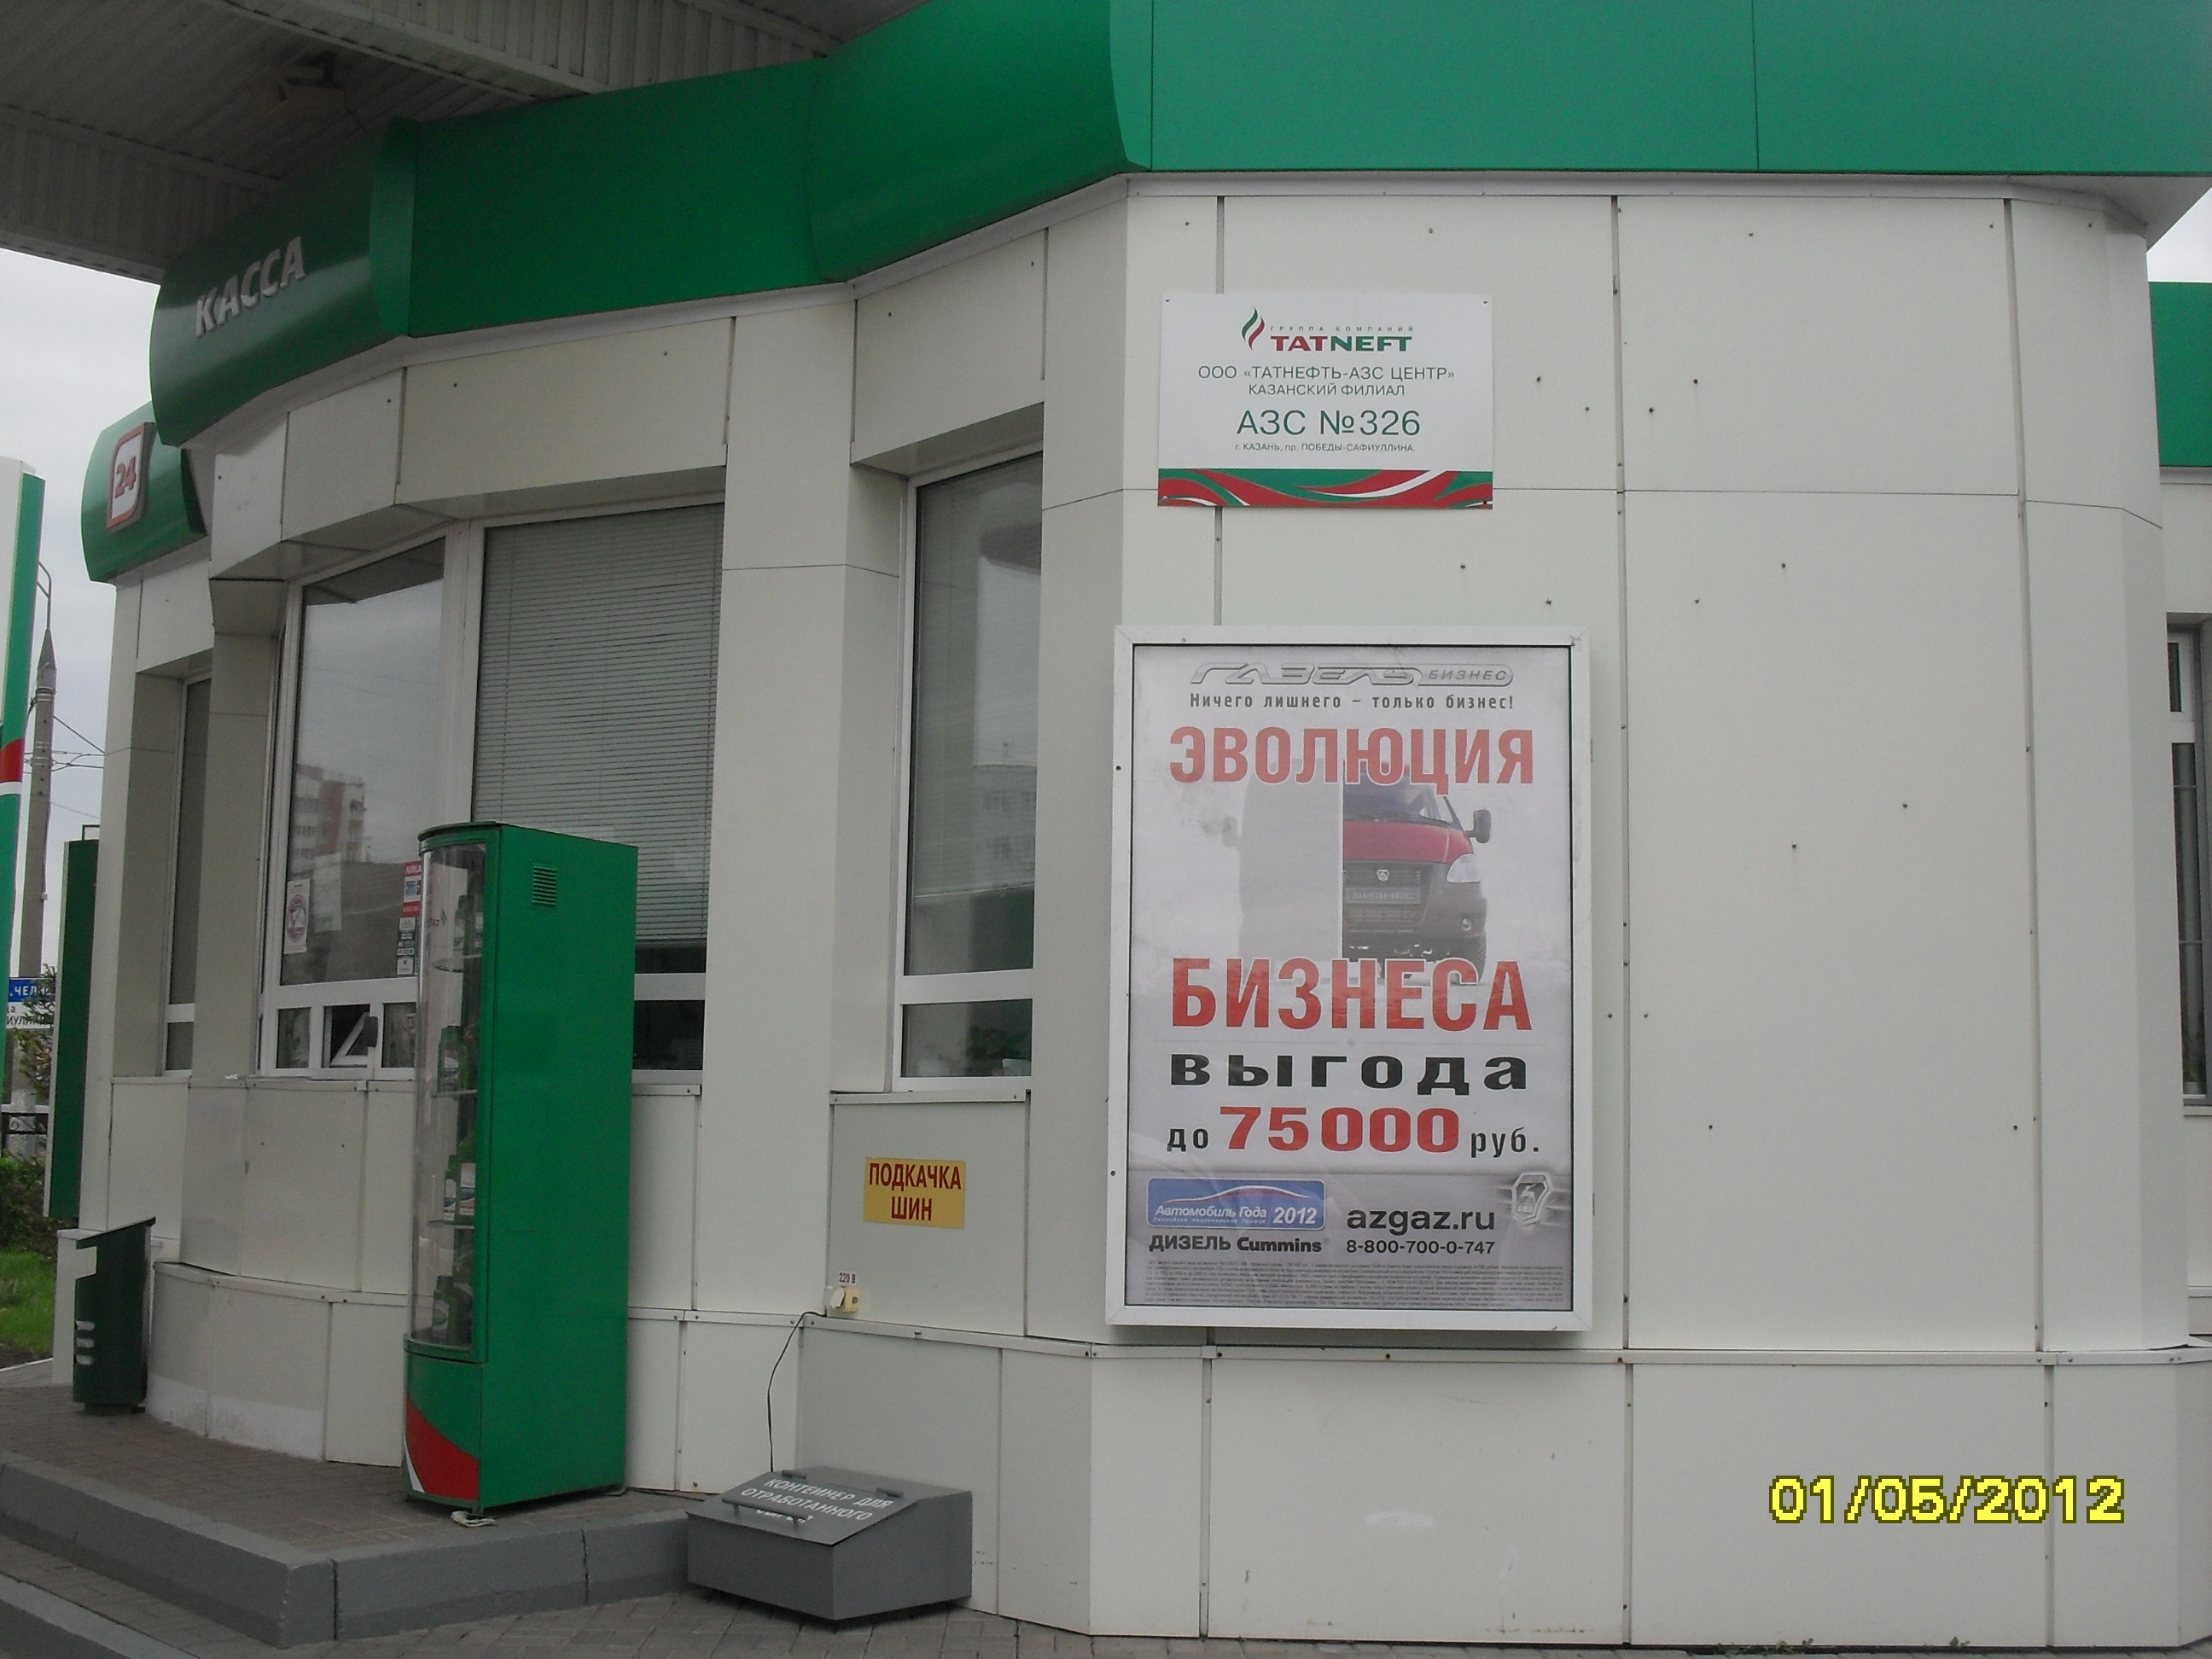 КАССА
24
ГРУППА КОМПАНИЙ
TATNEFT
ООО «ТАТНЕФТЬ-АЗС ЦЕНТР»
КАЗАНСКИЙ ФИЛИАЛ
АЗС №326
г. КАЗАНЬ, пр. ПОБЕДЫ-САФИУЛЛИНА.
ГАЗЕЛЬ БИЗНЕС
Ничего лишнего – только бизнес!
ЭВОЛЮЦИЯ
БИЗНЕС
БИЗНЕСА
выгода
до 75000 руб.
Автомобиль Года 2012
ДИЗЕЛЬ Cummins
azgaz.ru
8-800-700-0-747
ПОДКАЧКА
ШИН
220 В
КОНТЕЙНЕР ДЛЯ
ОТРАБОТАННОГО
01/05/2012